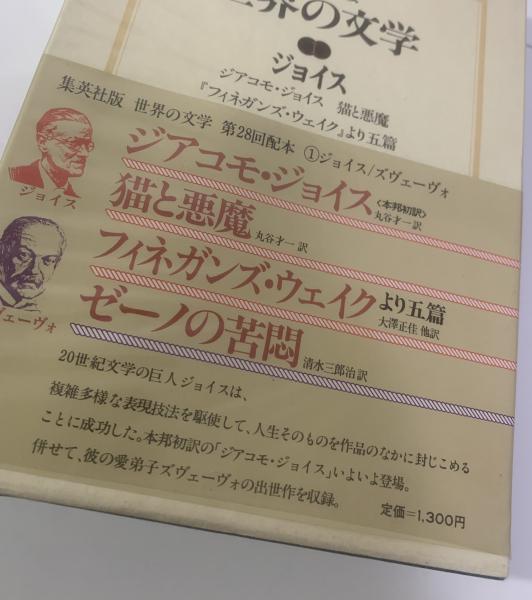 世界の文学
ジョイス
ジアコモ・ジョイス 猫と悪魔
『フィネガンズ・ウェイク』より五篇
集英社版 世界の文学 第28回配本 ①ジョイス/ズヴェーヴォ
ジョイス
ジアコモ・ジョイス〈本邦初訳〉丸谷才一 訳
猫と悪魔 丸谷才一 訳
フィネガンズ・ウェイクより五篇 大澤正佳 他訳
ヴェーヴォ
ゼーノの苦悶 清水三郎治訳
20世紀文学の巨人ジョイスは、
複雑多様な表現技法を駆使して、人生そのものを作品のなかに封じこめる
ことに成功した。本邦初訳の「ジアコモ・ジョイス」いよいよ登場。
併せて、彼の愛弟子ズヴェーヴォの出世作を収録。
定価=1,300円